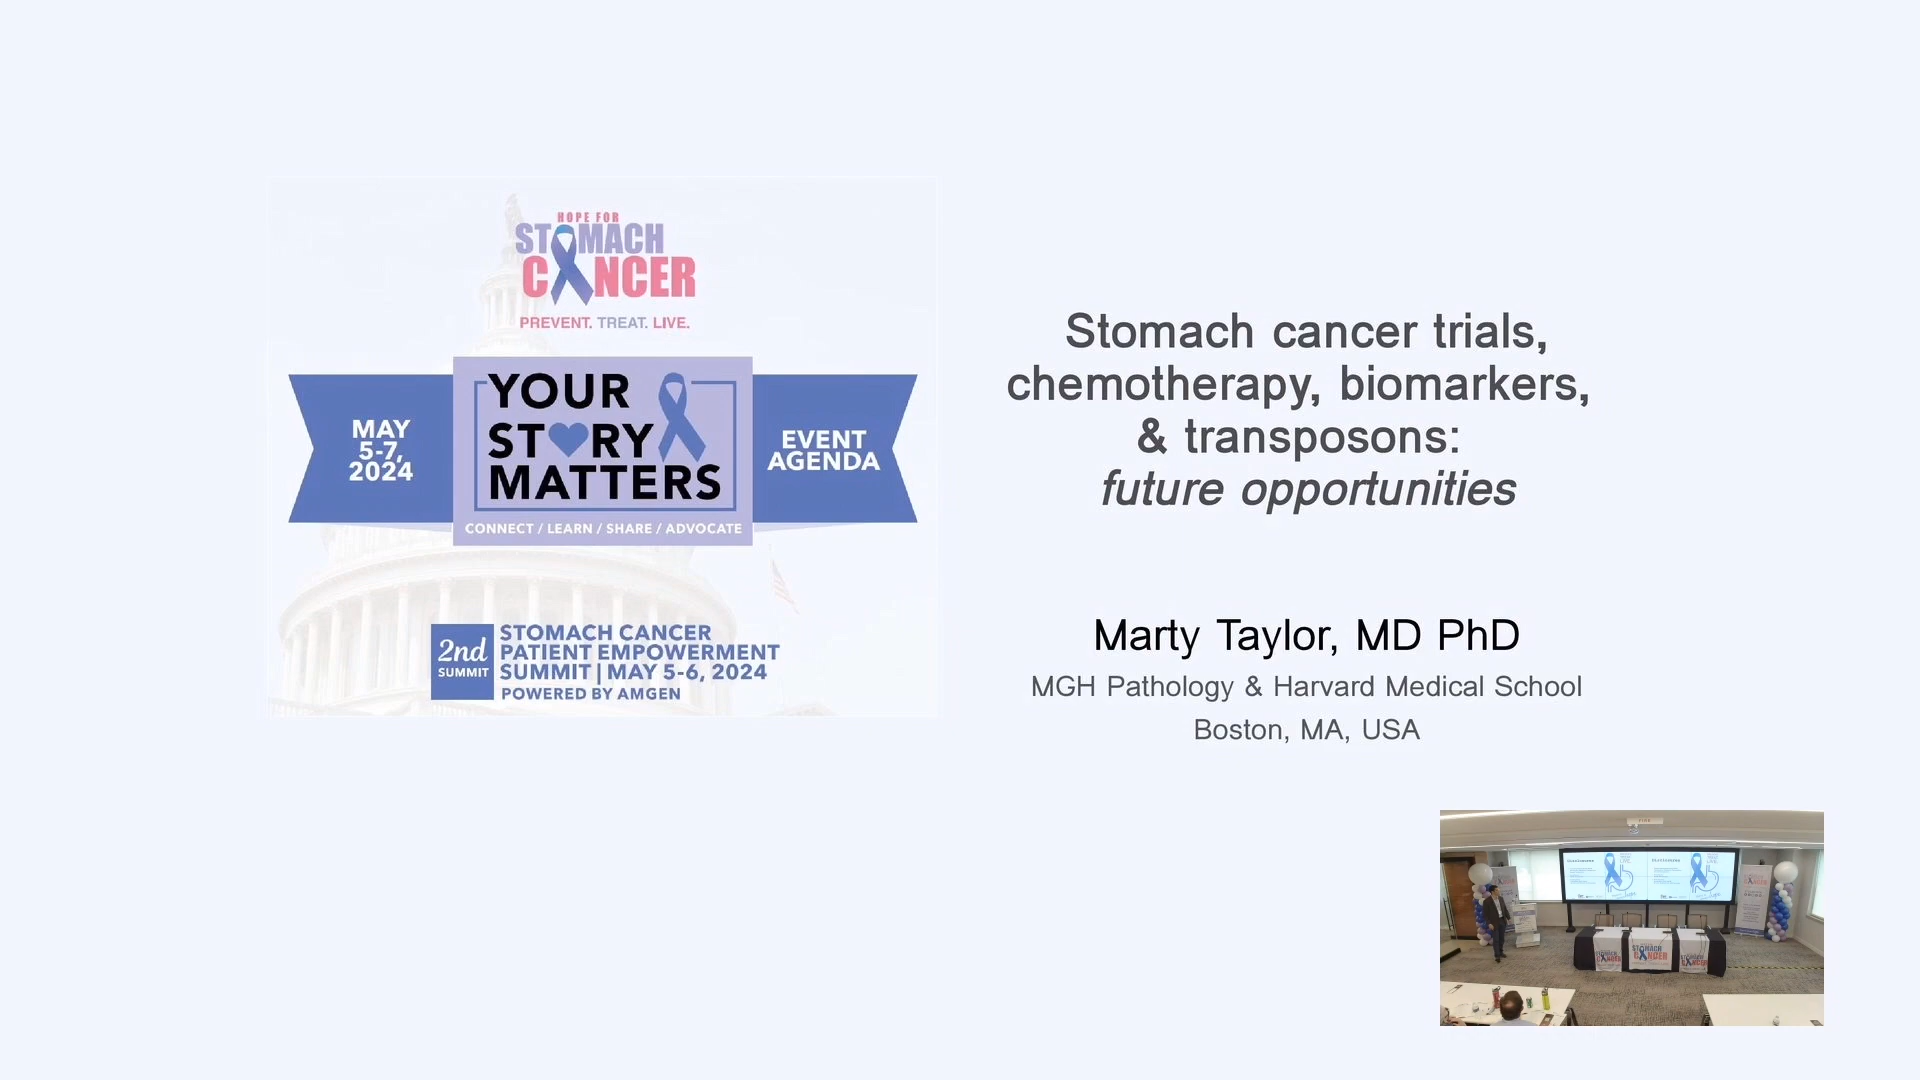 HOPE FOR
STOMACH
CANCER
PREVENT. TREAT. LIVE.
MAY
5-7,
2024
YOUR
STORY
MATTERS
CONNECT / LEARN / SHARE / ADVOCATE
EVENT
AGENDA
2nd
SUMMIT
STOMACH CANCER
PATIENT EMPOWERMENT
SUMMIT | MAY 5-6, 2024
POWERED BY AMGEN
Stomach cancer trials,
chemotherapy, biomarkers,
& transposons:
future opportunities
Marty Taylor, MD PhD
MGH Pathology & Harvard Medical School
Boston, MA, USA
STOMACH
CANCER